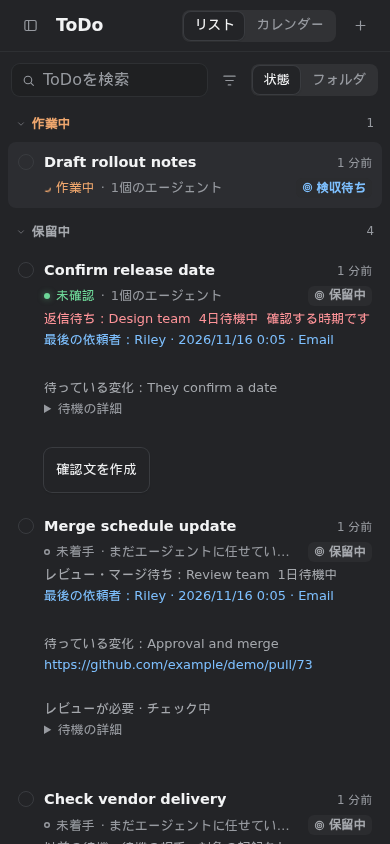 ToDo
リスト
カレンダー
ToDoを検索
状態
フォルダ
作業中
1
Draft rollout notes
1 分前
作業中 · 1個のエージェント
検収待ち
保留中
4
Confirm release date
1 分前
未確認 · 1個のエージェント
保留中
返信待ち : Design team 4日待機中 確認する時期です
最後の依頼者 : Riley · 2026/11/16 0:05 · Email
待っている変化 : They confirm a date
▶ 待機の詳細
確認文を作成
Merge schedule update
1 分前
未着手 · まだエージェントに任せてい...
保留中
レビュー・マージ待ち : Review team 1日待機中
最後の依頼者 : Riley · 2026/11/16 0:05 · Email
待っている変化 : Approval and merge
https://github.com/example/demo/pull/73
レビューが必要 · チェック中
▶ 待機の詳細
Check vendor delivery
1 分前
未着手 · まだエージェントに任せてい...
保留中